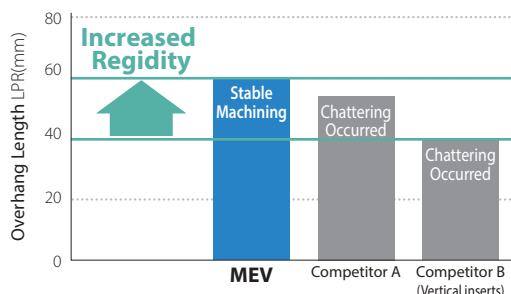 Increased
Regidity
Overhang Length LPR(mm)
80
60
40
20
0
Stable
Machining
Chattering
Occurred
Chattering
Occurred
MEV
Competitor A
Competitor B
(Vertical inserts)